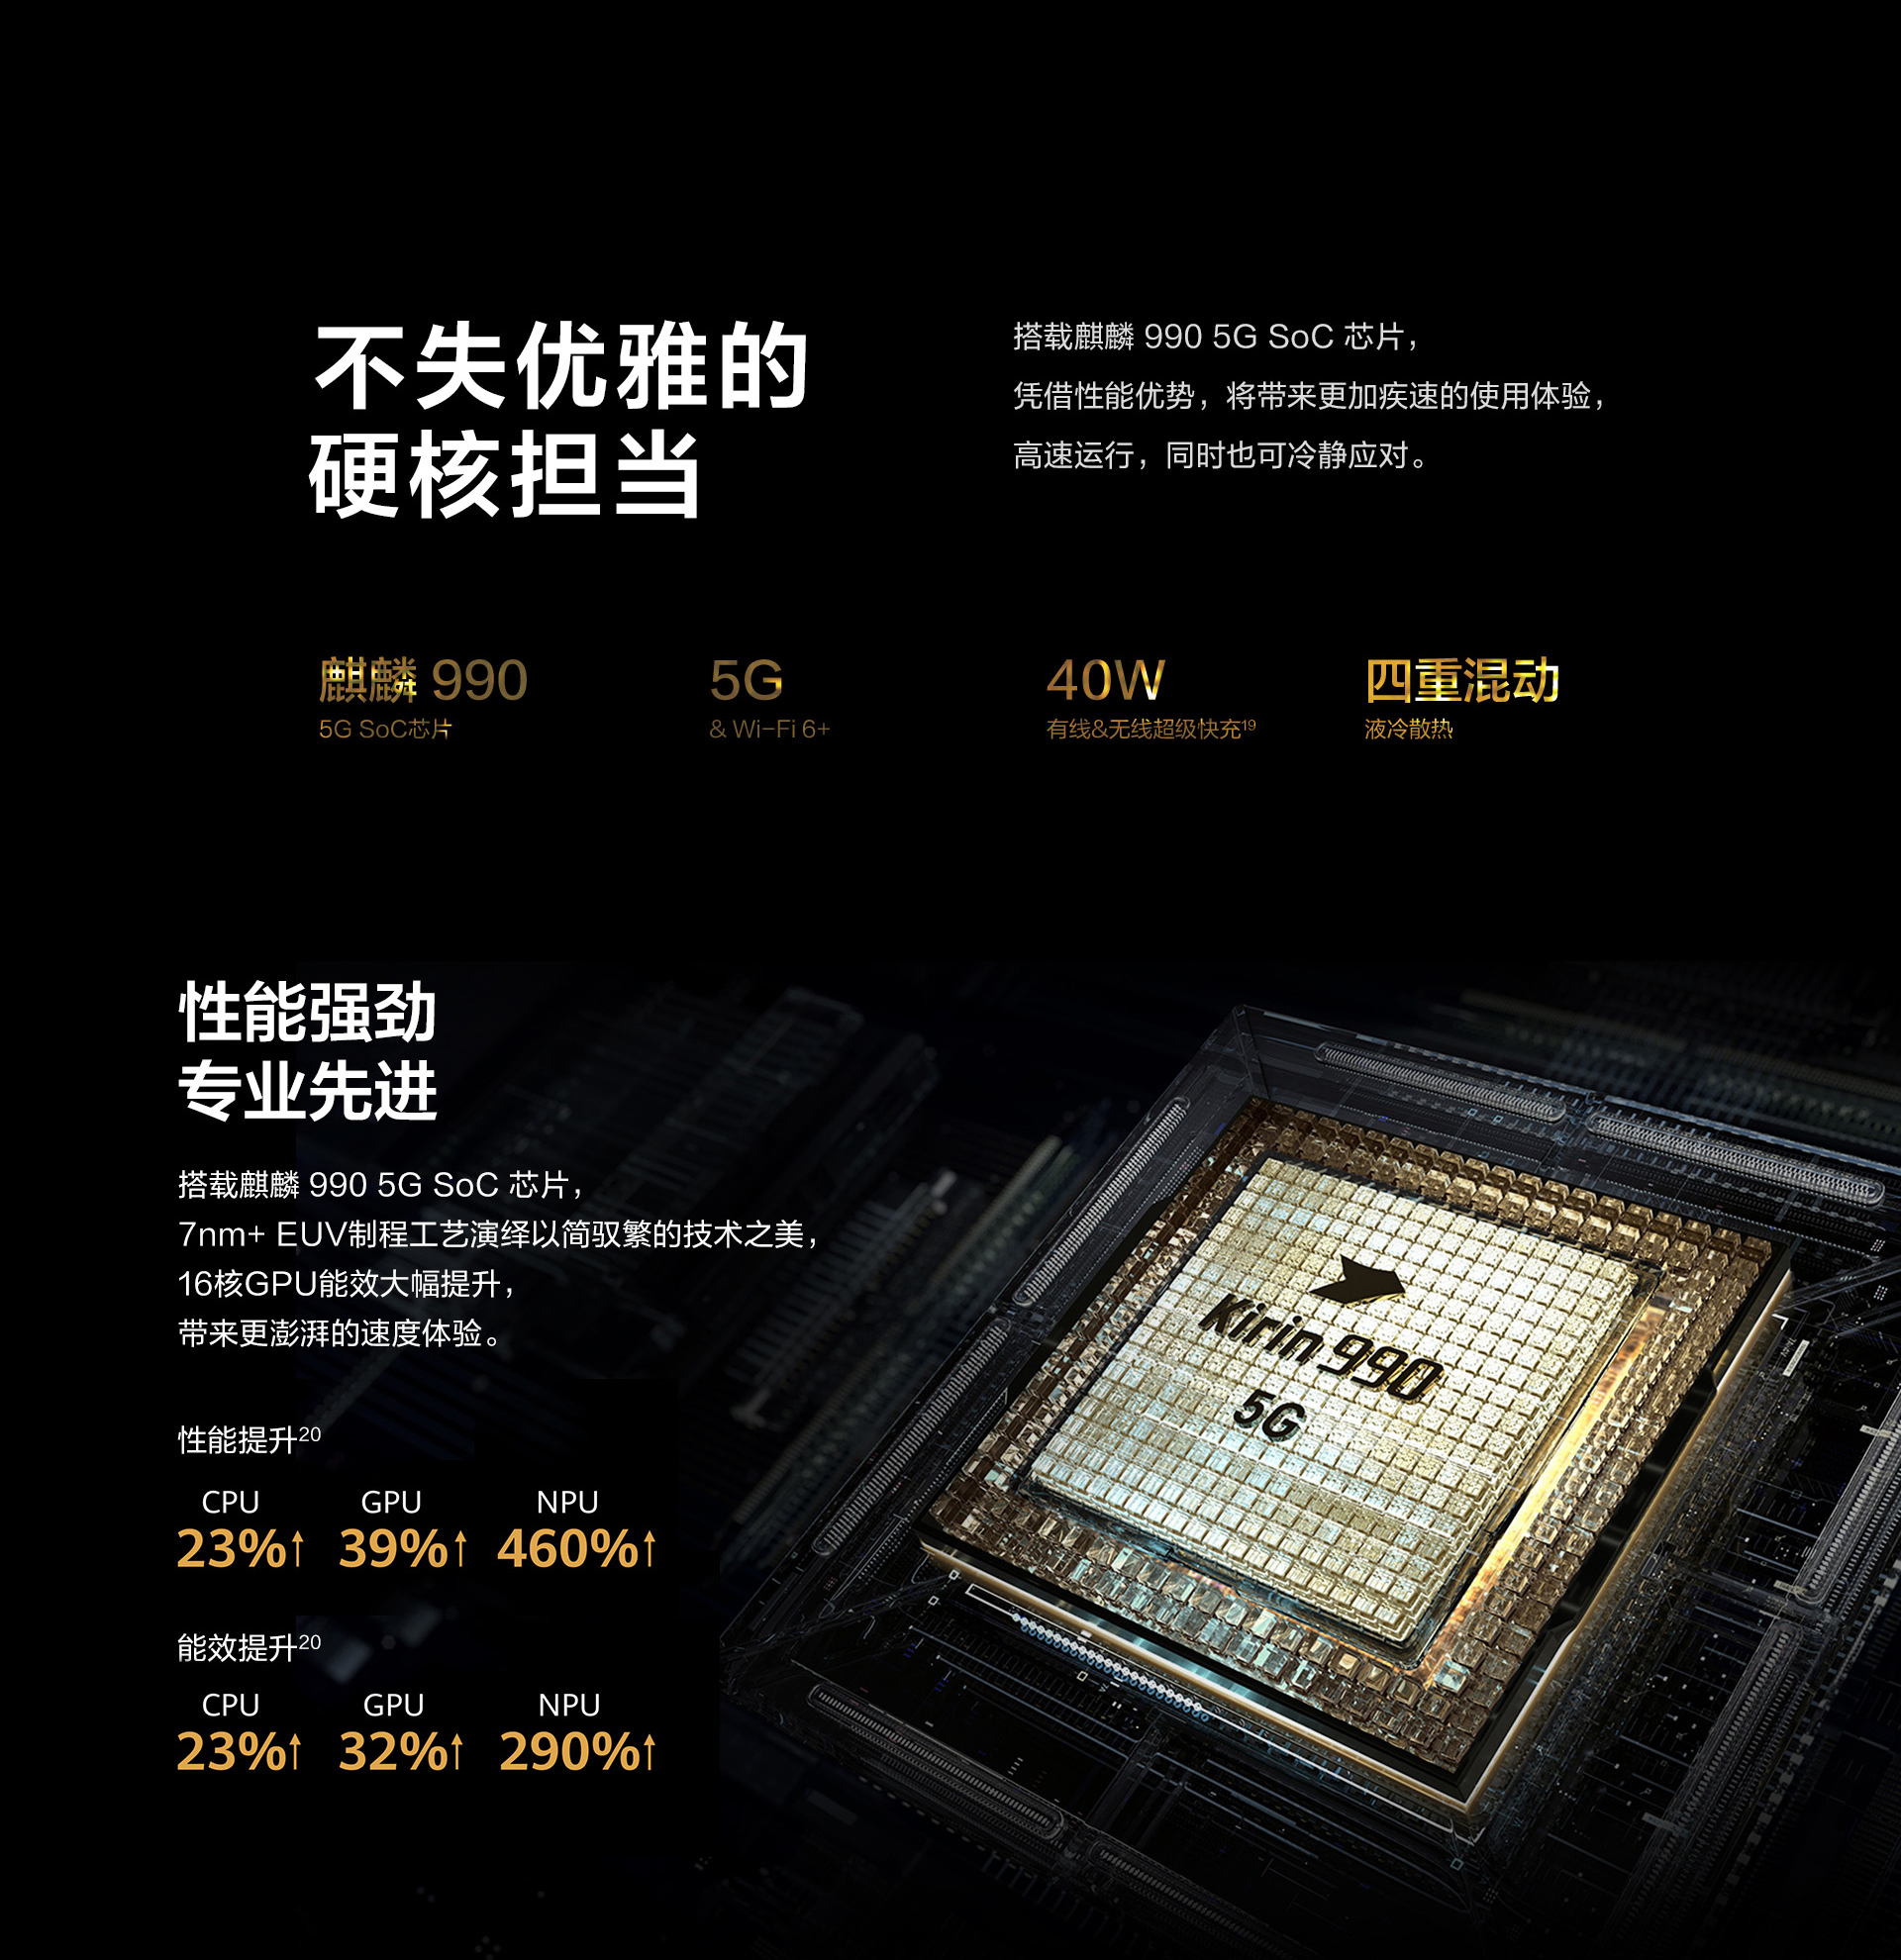 不失优雅的
硬核担当
搭载麒麟 990 5G SoC 芯片，
凭借性能优势，将带来更加疾速的使用体验，
高速运行，同时也可冷静应对。
麒麟 990
5G SoC芯片
5G
& Wi-Fi 6+
40W
有线&无线超级快充19
四重混动
液冷散热
性能强劲
专业先进
搭载麒麟 990 5G SoC 芯片，
7nm+ EUV制程工艺演绎以简驭繁的技术之美，
16核GPU能效大幅提升，
带来更澎湃的速度体验。
性能提升20
CPU GPU NPU
23%↑ 39%↑ 460%↑
能效提升20
CPU GPU NPU
23%↑ 32%↑ 290%↑
Kirin 990
5G